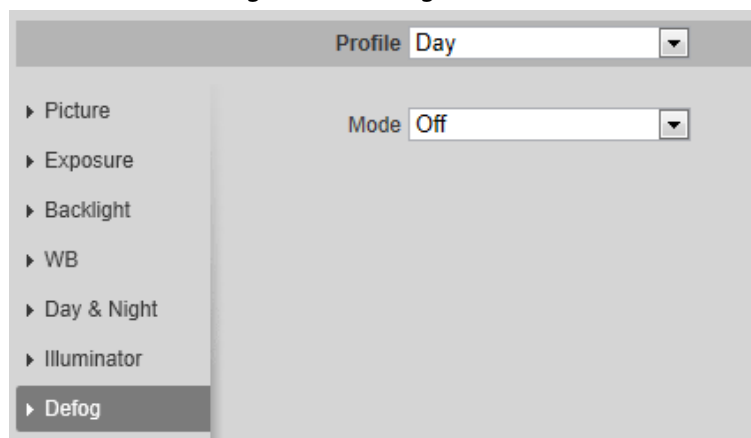 Profile Day
Picture
Mode Off
Exposure
Backlight
WB
Day & Night
Illuminator
Defog